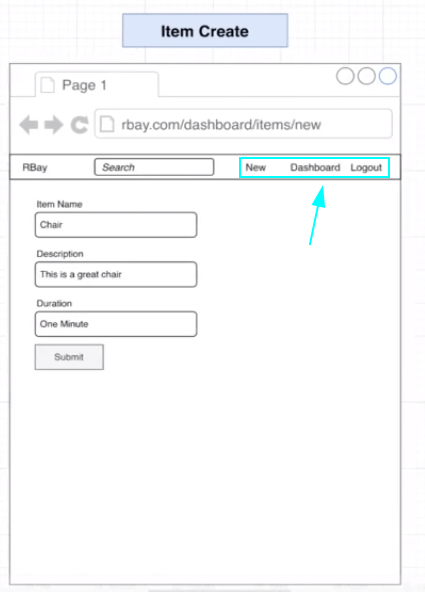 Item Create
Page 1
rbay.com/dashboard/items/new
RBay Search New Dashboard Logout
Item Name
Chair
Description
This is a great chair
Duration
One Minute
Submit